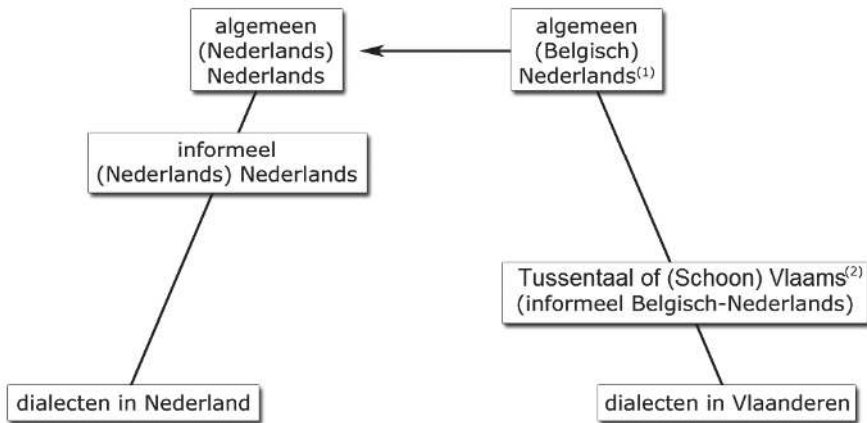 algemeen
(Nederlands)
Nederlands
algemeen
(Belgisch)
Nederlands(1)
informeel
(Nederlands) Nederlands
Tussentaal of (Schoon) Vlaams(2)
(informeel Belgisch-Nederlands)
dialecten in Nederland
dialecten in Vlaanderen